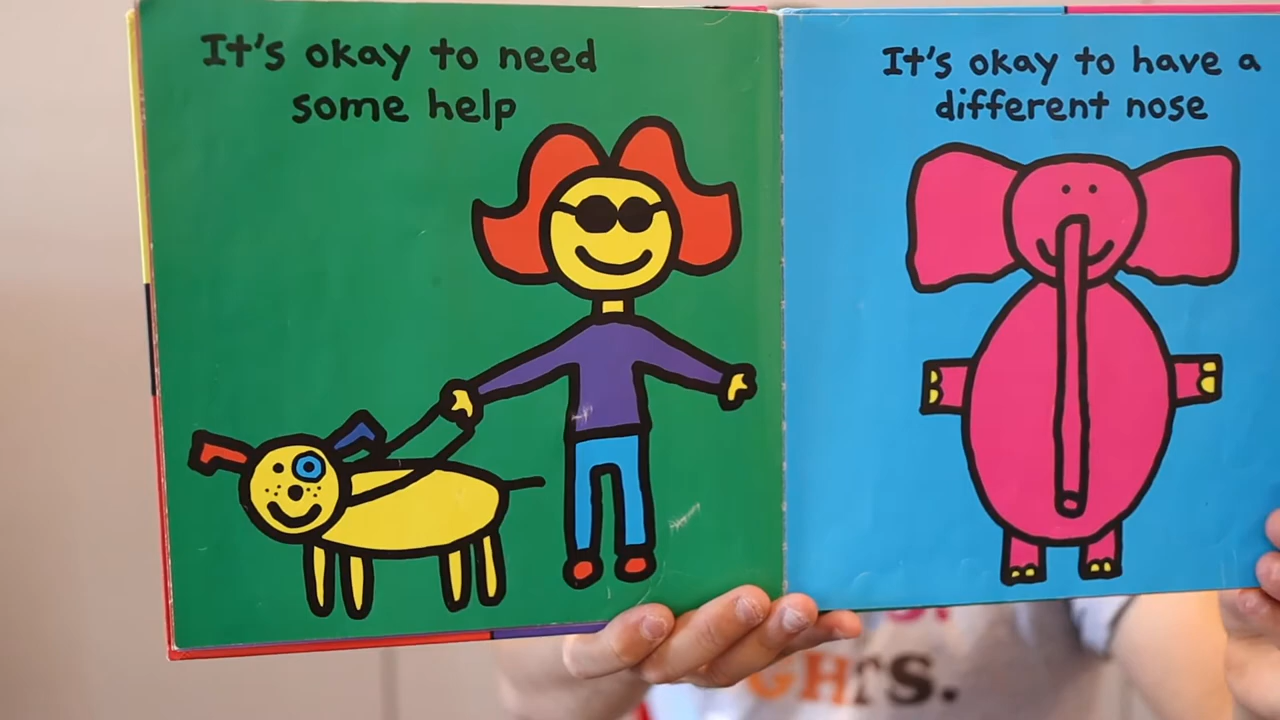 It's okay to need
some help
It's okay to have a
different nose